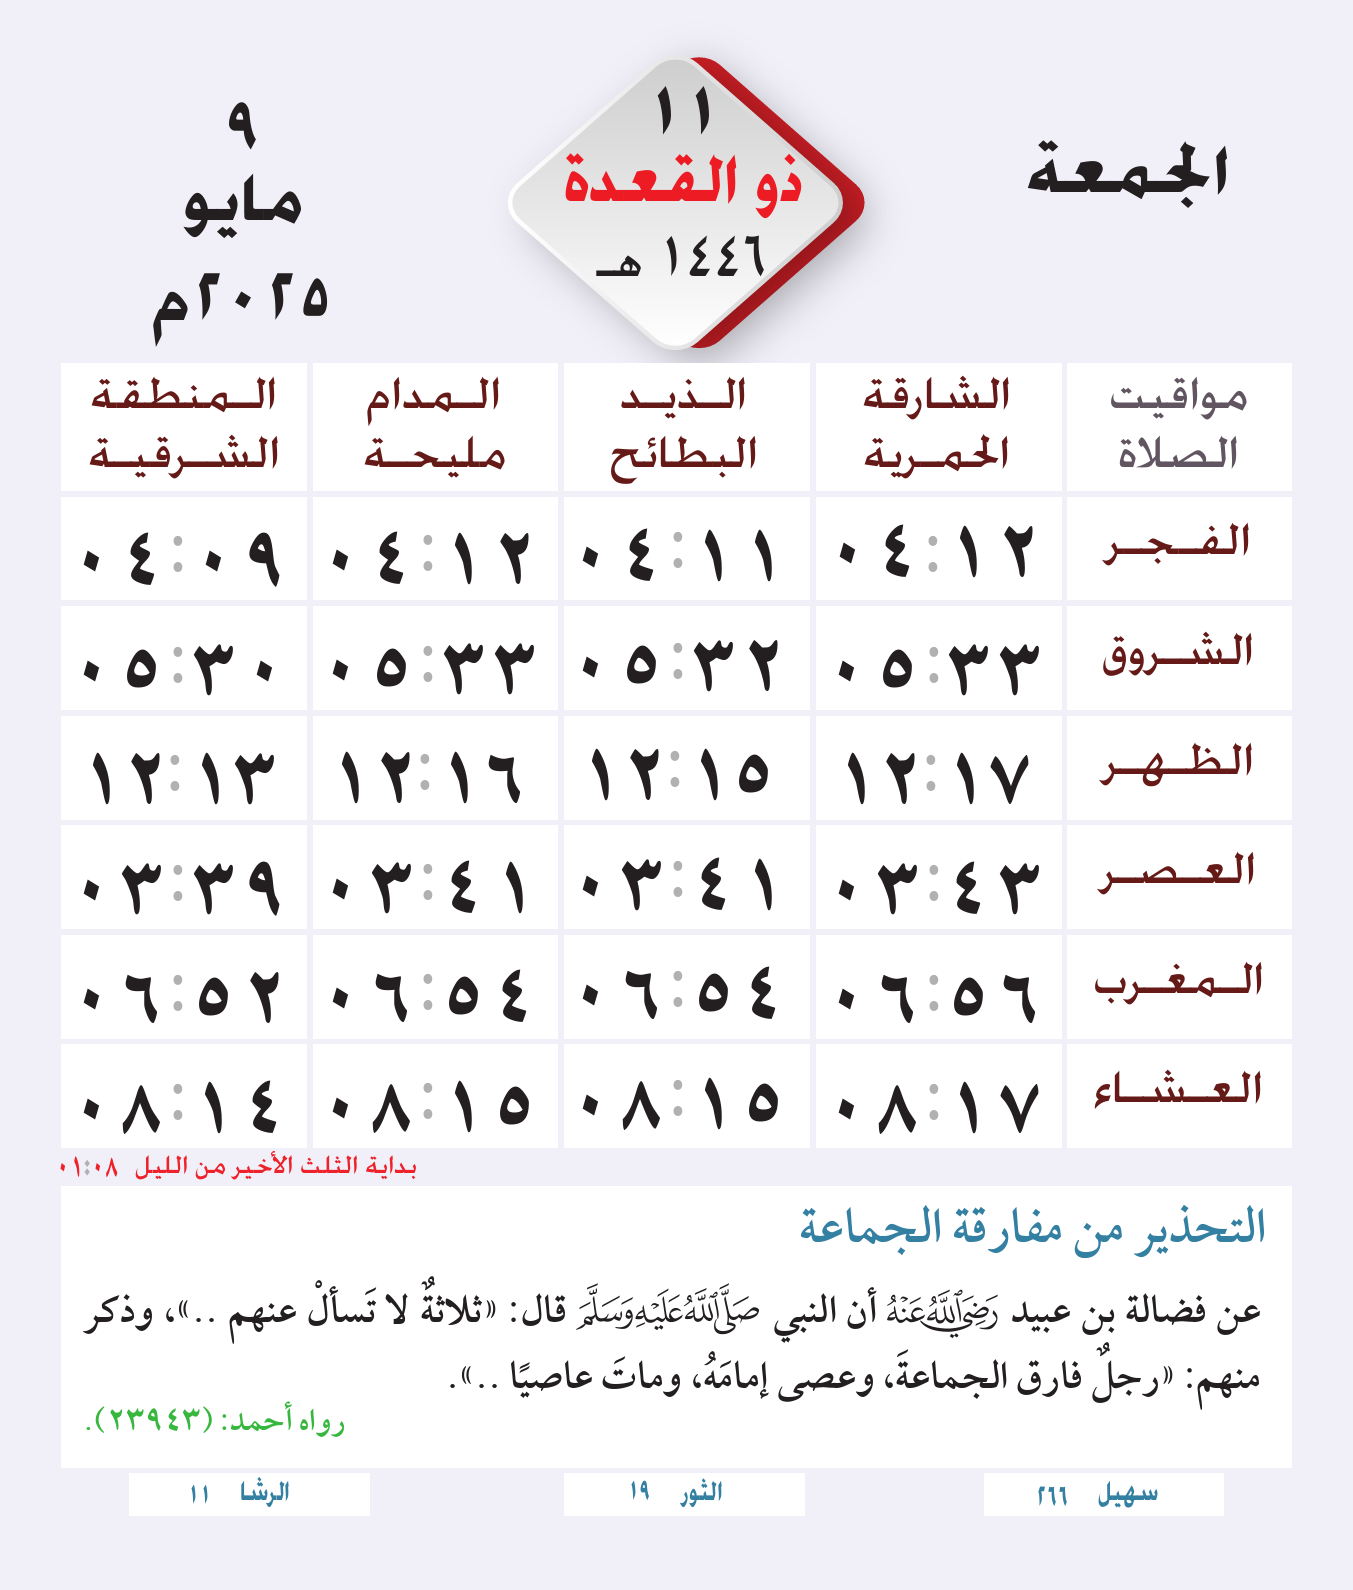 الجمعة
١١
ذو القعدة
١٤٤٦ هـ
٩
مايو
٢٠٢٥م
مواقيت الصلاة
الشارقة الحمرية
الذيد البطائح
المدام مليحة
المنطقة الشرقية
الفجر ٠٤:١٢ ٠٤:١١ ٠٤:١٢ ٠٤:٠٩
الشروق ٠٥:٣٣ ٠٥:٣٢ ٠٥:٣٣ ٠٥:٣٠
الظهر ١٢:١٧ ١٢:١٥ ١٢:١٦ ١٢:١٣
العصر ٠٣:٤٣ ٠٣:٤١ ٠٣:٤١ ٠٣:٣٩
المغرب ٠٦:٥٦ ٠٦:٥٤ ٠٦:٥٤ ٠٦:٥٢
العشاء ٠٨:١٧ ٠٨:١٥ ٠٨:١٥ ٠٨:١٤
بداية الثلث الأخير من الليل ٠١:٠٨
التحذير من مفارقة الجماعة
عن فضالة بن عبيد رَضِيَ اللَّهُ عَنْهُ أن النبي صَلَّى اللَّهُ عَلَيْهِ وَسَلَّمَ قال: «ثلاثةٌ لا تَسألْ عنهم ..»، وذكر
منهم: «رجلٌ فارق الجماعةَ، وعصى إمامَهُ، وماتَ عاصيًا ..».
رواه أحمد: (٢٣٩٤٣).
سهيل ٢٦٦
الثور ١٩
الرشا ١١